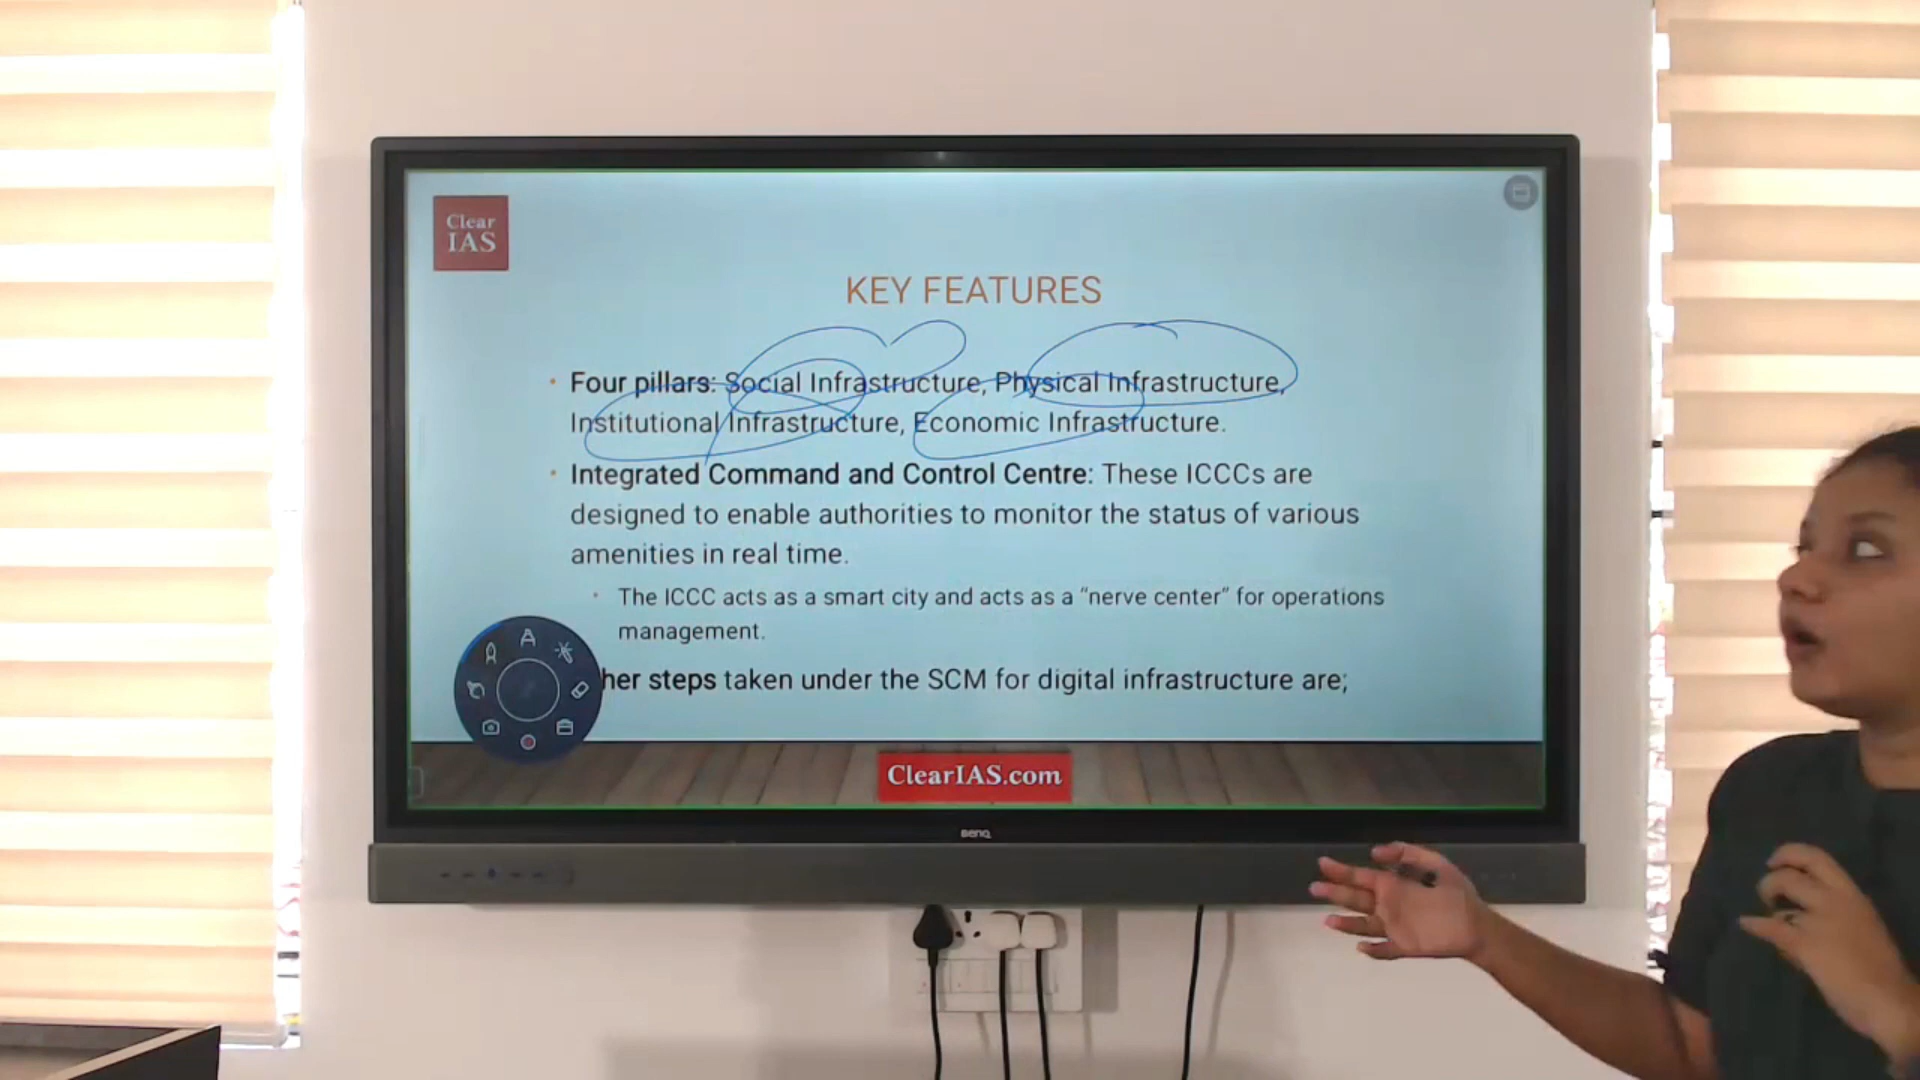 Clear
IAS
KEY FEATURES
• Four pillars: Social Infrastructure, Physical Infrastructure,
Institutional Infrastructure, Economic Infrastructure.
• Integrated Command and Control Centre: These ICCCs are
designed to enable authorities to monitor the status of various
amenities in real time.
• The ICCC acts as a smart city and acts as a “nerve center” for operations
management.
her steps taken under the SCM for digital infrastructure are;
ClearIAS.com
BenQ